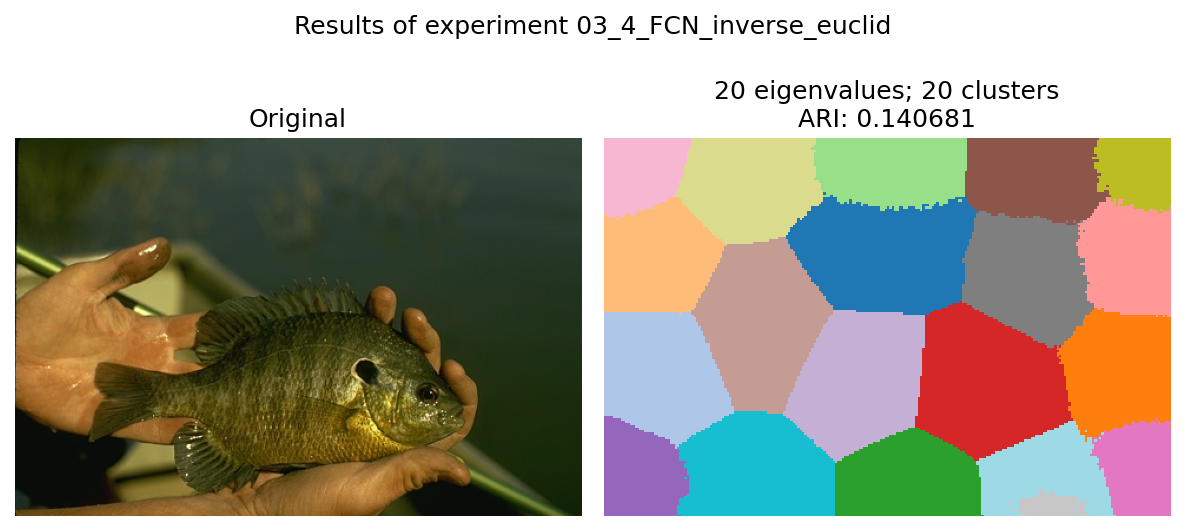 Results of experiment 03_4_FCN_inverse_euclid
Original
20 eigenvalues; 20 clusters
ARI: 0.140681